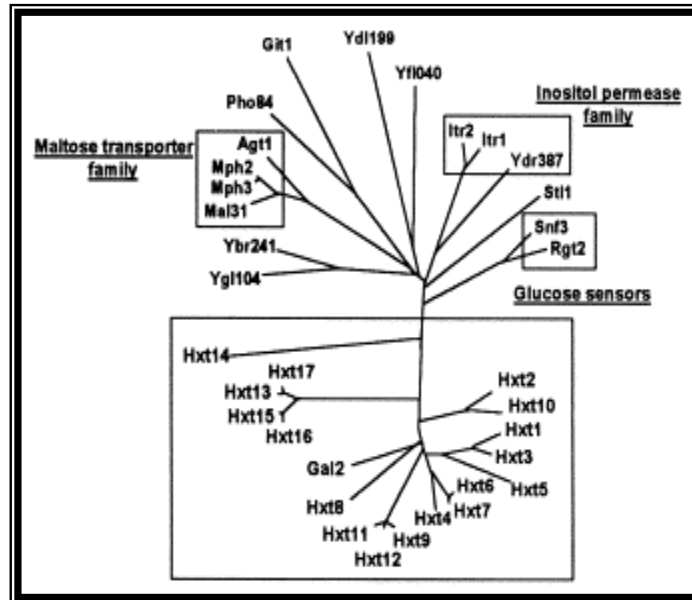 Git1
Ydl199
Yfl040
Pho84
Inositol permease
family
Maltose transporter
family
Agt1
Mph2
Mph3
Mal31
Itr2
Itr1
Ydr387
Stl1
Snf3
Rgt2
Glucose sensors
Ybr241
Ygl104
Hxt14
Hxt17
Hxt13
Hxt15
Hxt16
Hxt2
Hxt10
Hxt1
Hxt3
Hxt5
Gal2
Hxt8
Hxt6
Hxt7
Hxt4
Hxt11
Hxt9
Hxt12